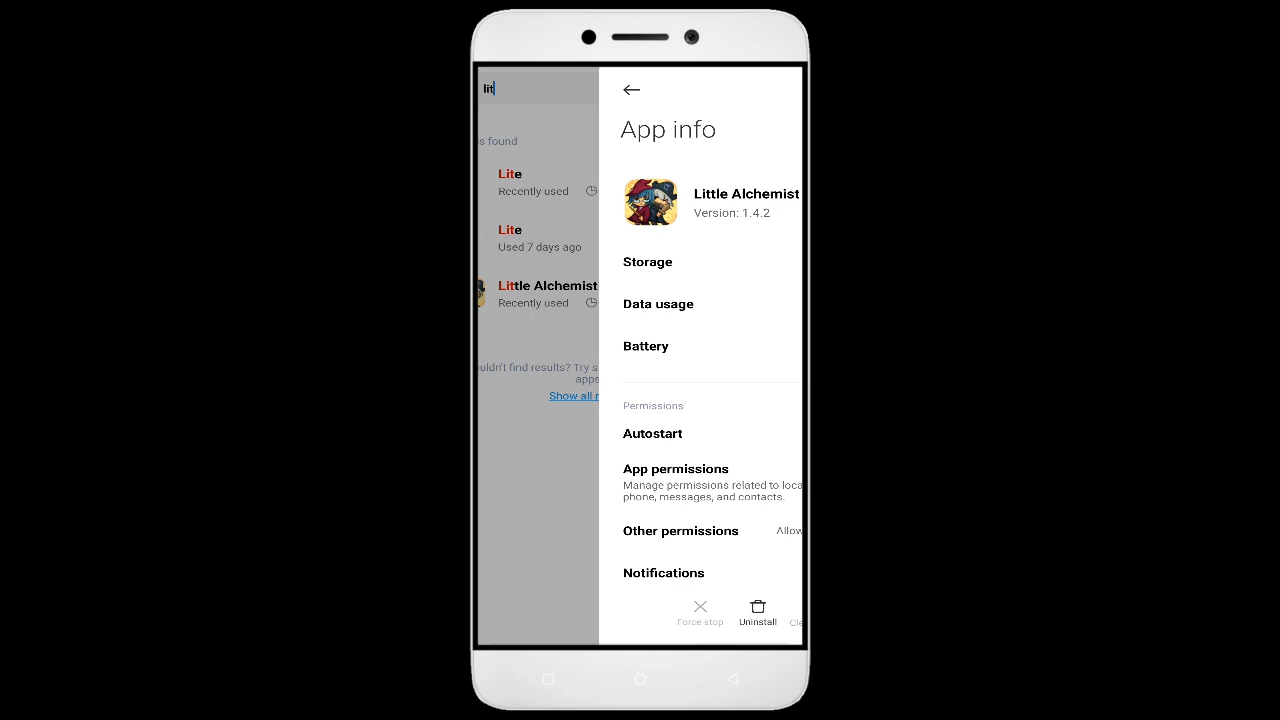 lit
s found
Lite
Recently used
Lite
Used 7 days ago
Little Alchemist
Recently used
uldn't find results? Try s
apps
Show all r
App info
Little Alchemist
Version: 1.4.2
Storage
Data usage
Battery
Permissions
Autostart
App permissions
Manage permissions related to loca
phone, messages, and contacts.
Other permissions
Allow
Notifications
Force stop
Uninstall
Cle